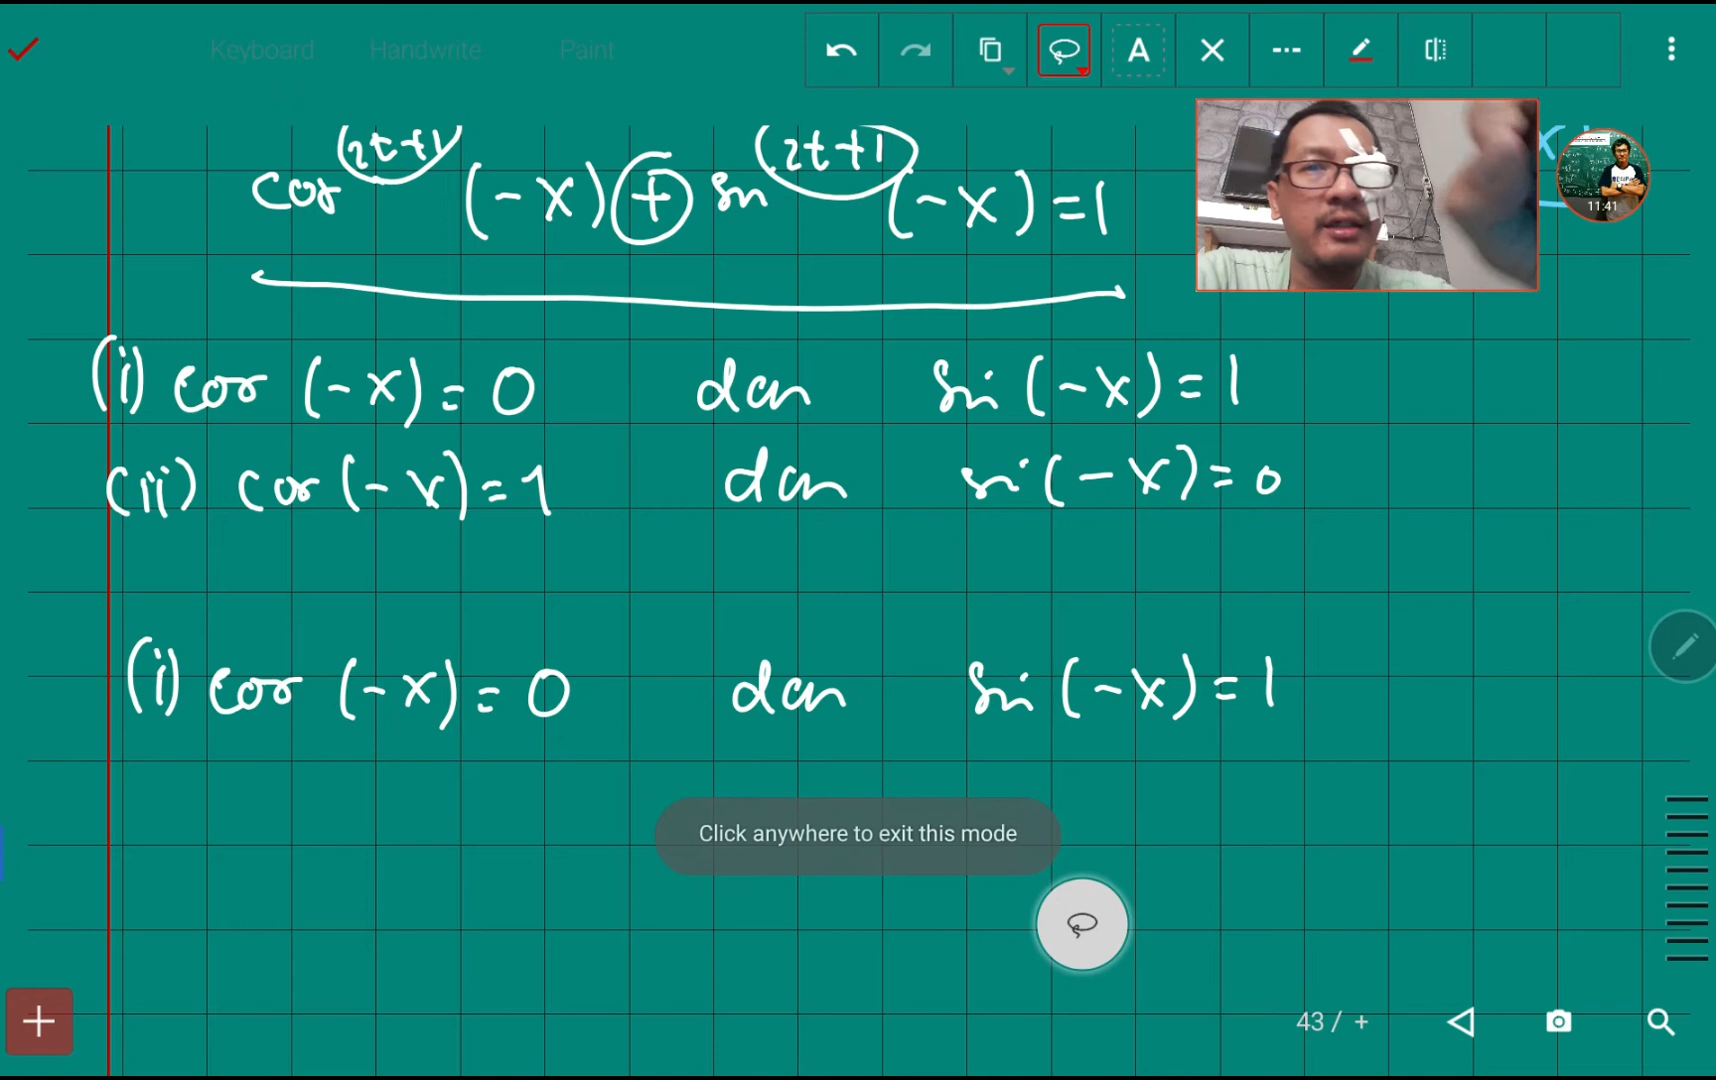 Keyboard Handwrite Paint
A
cos^(2t+1) (-x) + sin^(2t+1) (-x) = 1
11:41
(i) cos (-x) = 0 dan sin (-x) = 1
(ii) cos (-x) = 1 dan sin (-x) = 0
(i) cos (-x) = 0 dan sin (-x) = 1
Click anywhere to exit this mode
43 / +